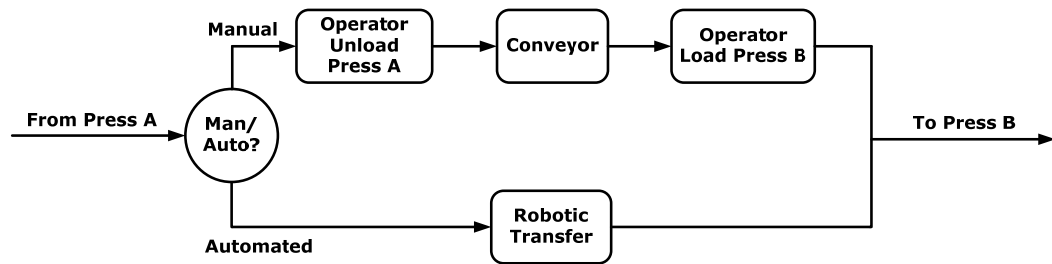 Manual
Operator
Unload
Press A
Conveyor
Operator
Load Press B
From Press A
Man/
Auto?
To Press B
Automated
Robotic
Transfer